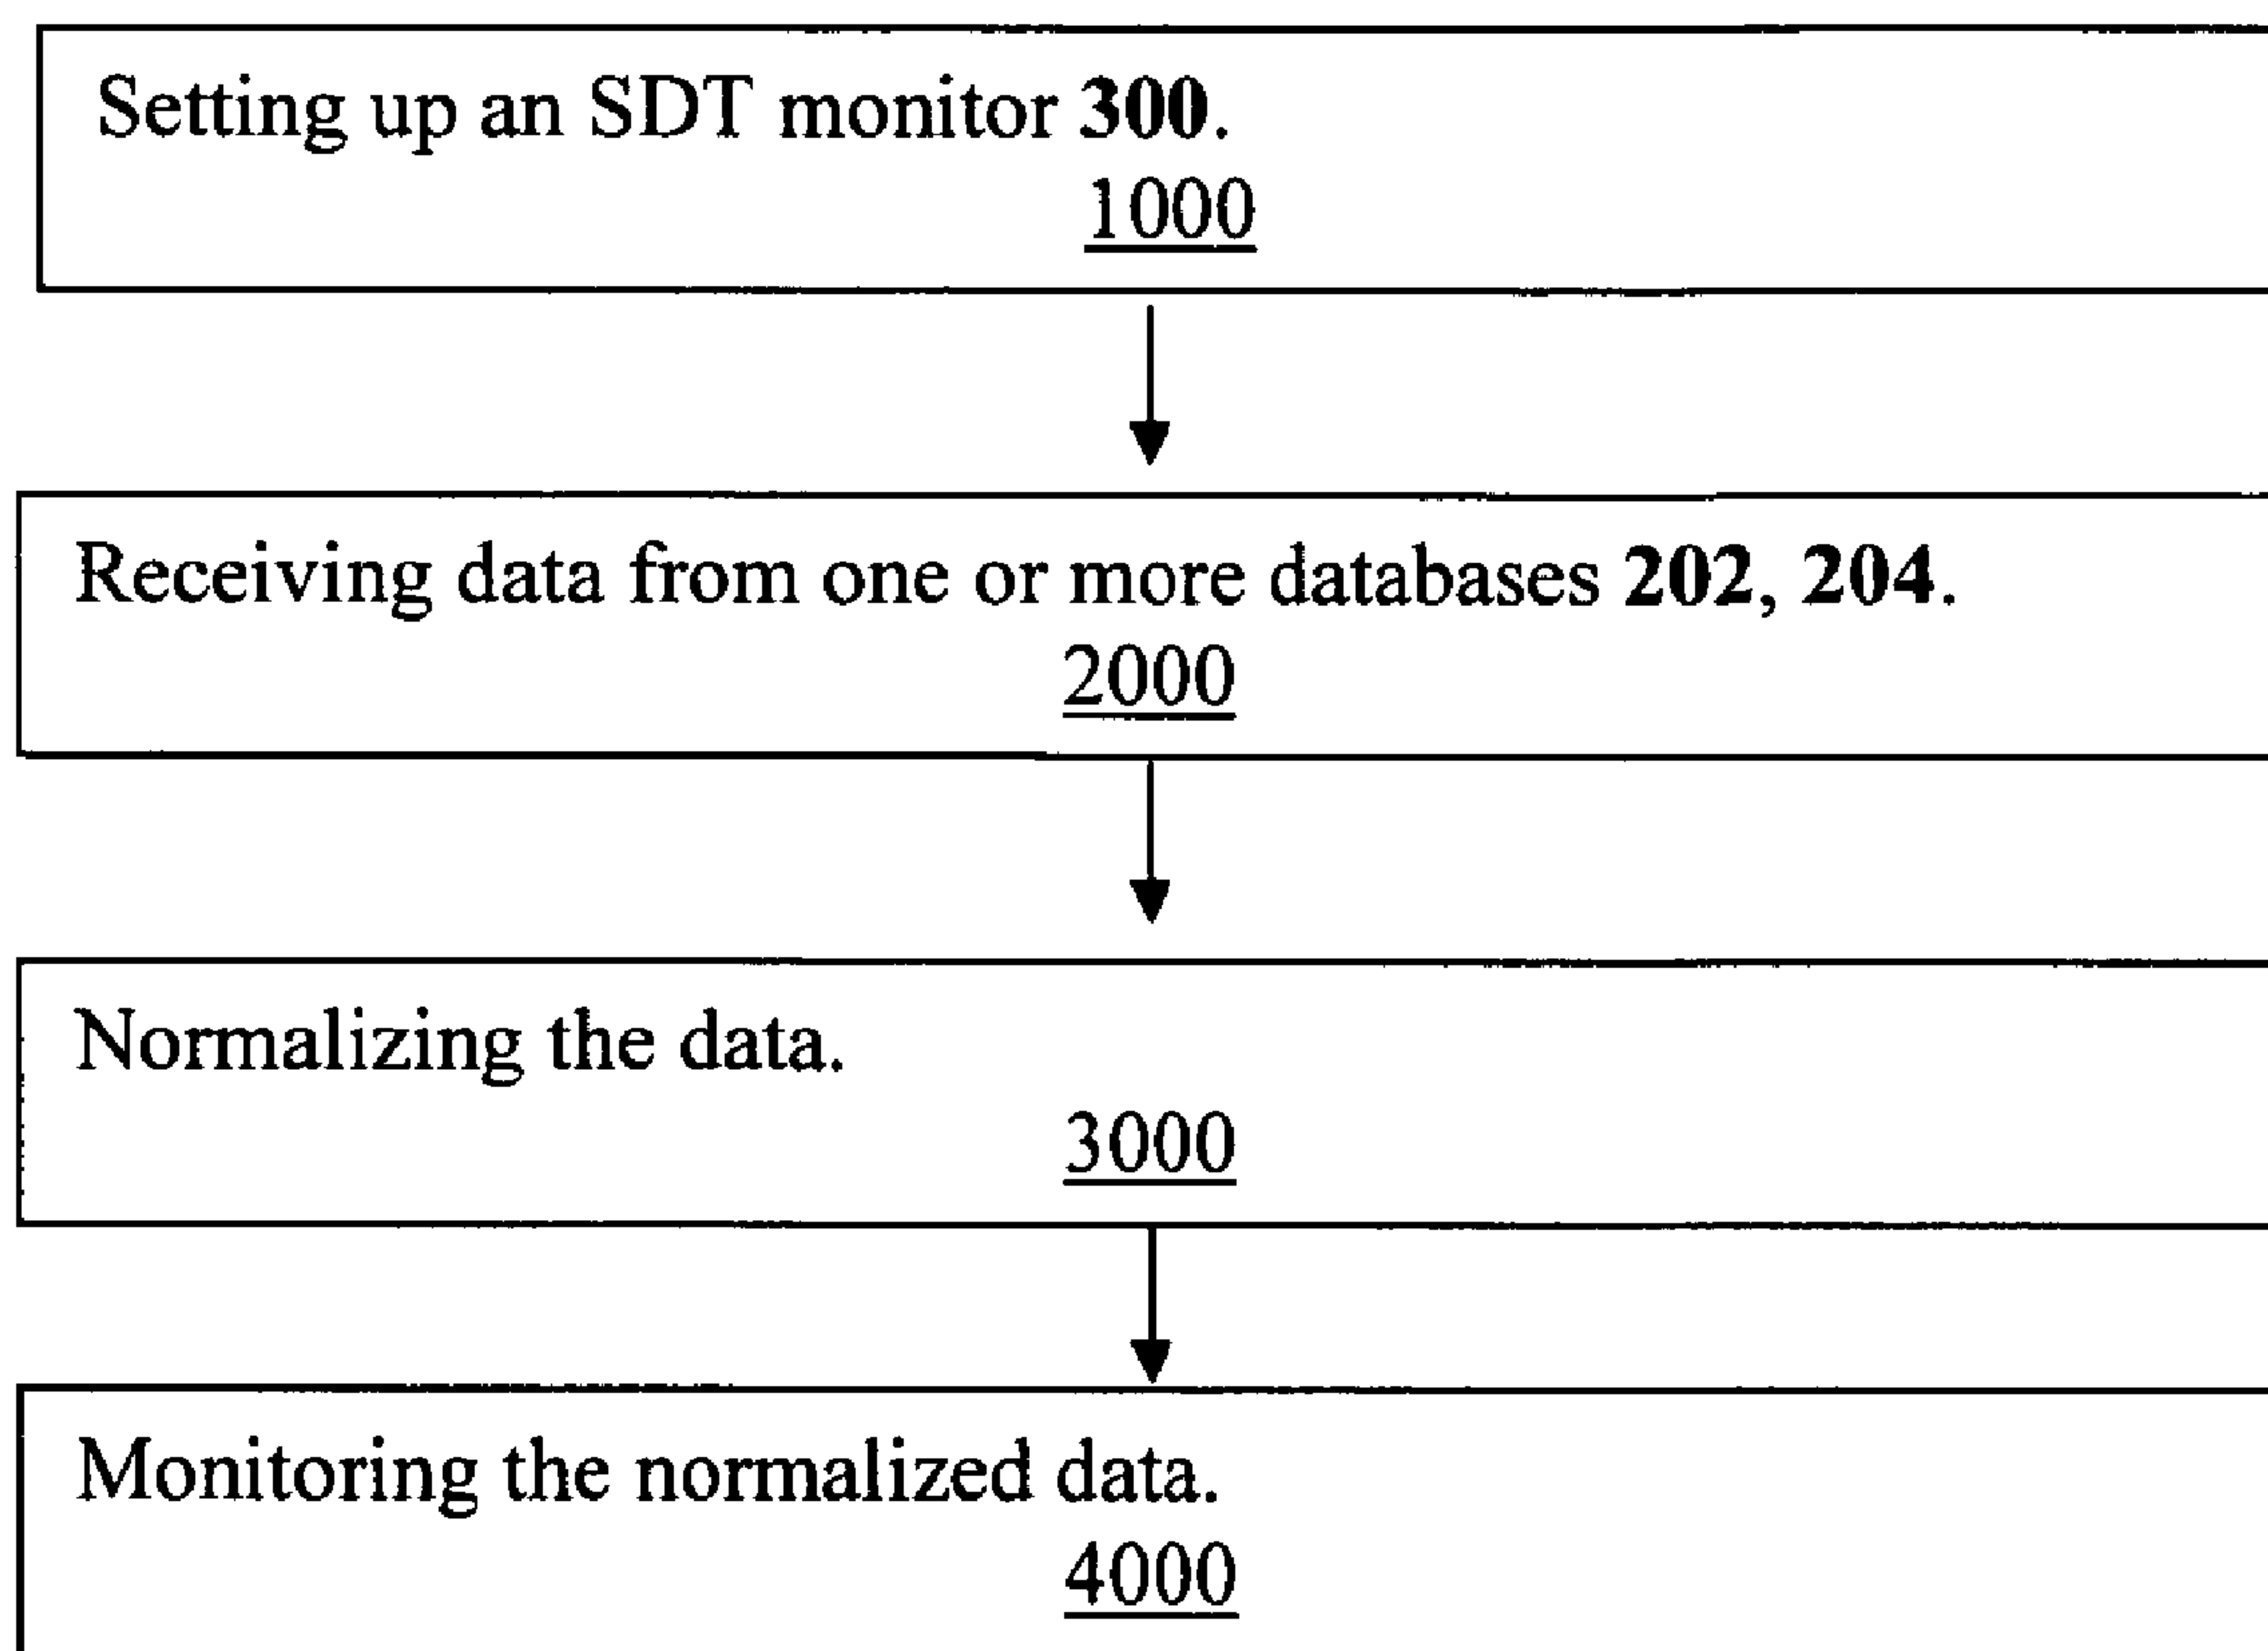 Setting up an SDT monitor 300.
1000
Receiving data from one or more databases 202, 204.
2000
Normalizing the data.
3000
Monitoring the normalized data.
4000